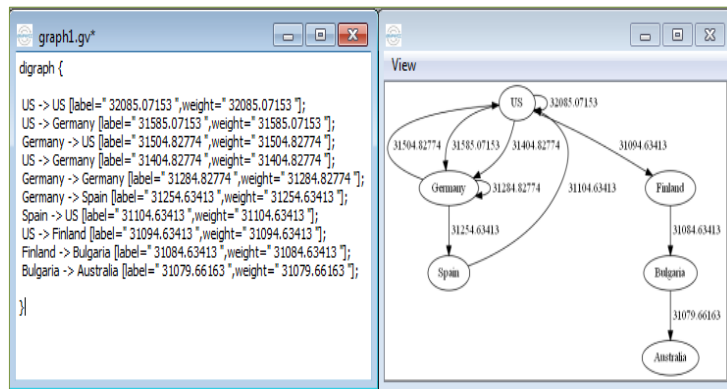 graph1.gv*
digraph {
US -> US [label=" 32085.07153 ",weight=" 32085.07153 "];
US -> Germany [label=" 31585.07153 ",weight=" 31585.07153 "];
Germany -> US [label=" 31504.82774 ",weight=" 31504.82774 "];
US -> Germany [label=" 31404.82774 ",weight=" 31404.82774 "];
Germany -> Germany [label=" 31284.82774 ",weight=" 31284.82774 "];
Germany -> Spain [label=" 31254.63413 ",weight=" 31254.63413 "];
Spain -> US [label=" 31104.63413 ",weight=" 31104.63413 "];
US -> Finland [label=" 31094.63413 ",weight=" 31094.63413 "];
Finland -> Bulgaria [label=" 31084.63413 ",weight=" 31084.63413 "];
Bulgaria -> Australia [label=" 31079.66163 ",weight=" 31079.66163 "];
}
View
US 32085.07153
31504.82774 31585.07153 31404.82774 31094.63413
Germany 31284.82774 31104.63413 Finland
31254.63413 31084.63413
Spain Bulgaria
31079.66163
Australia